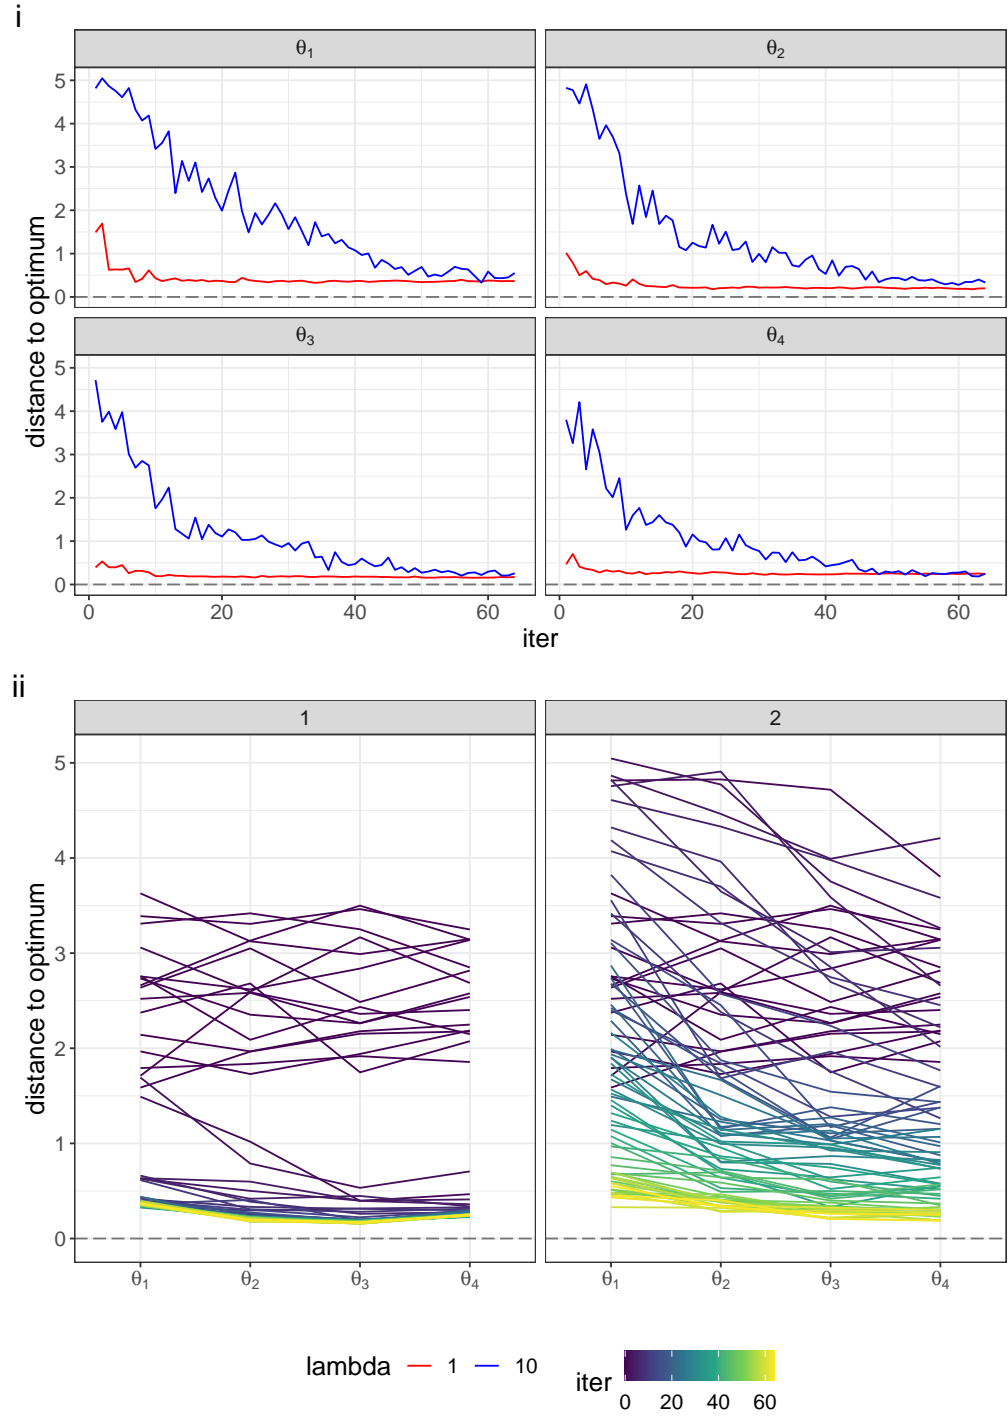 i
θ1 θ2
5
4
3
2
1
0
θ3 θ4
5
4
3
2
1
0
distance to optimum
0 20 40 60 0 20 40 60
iter
ii
1 2
5
4
3
2
1
0
distance to optimum
θ1 θ2 θ3 θ4 θ1 θ2 θ3 θ4
lambda 1 10
iter
0 20 40 60